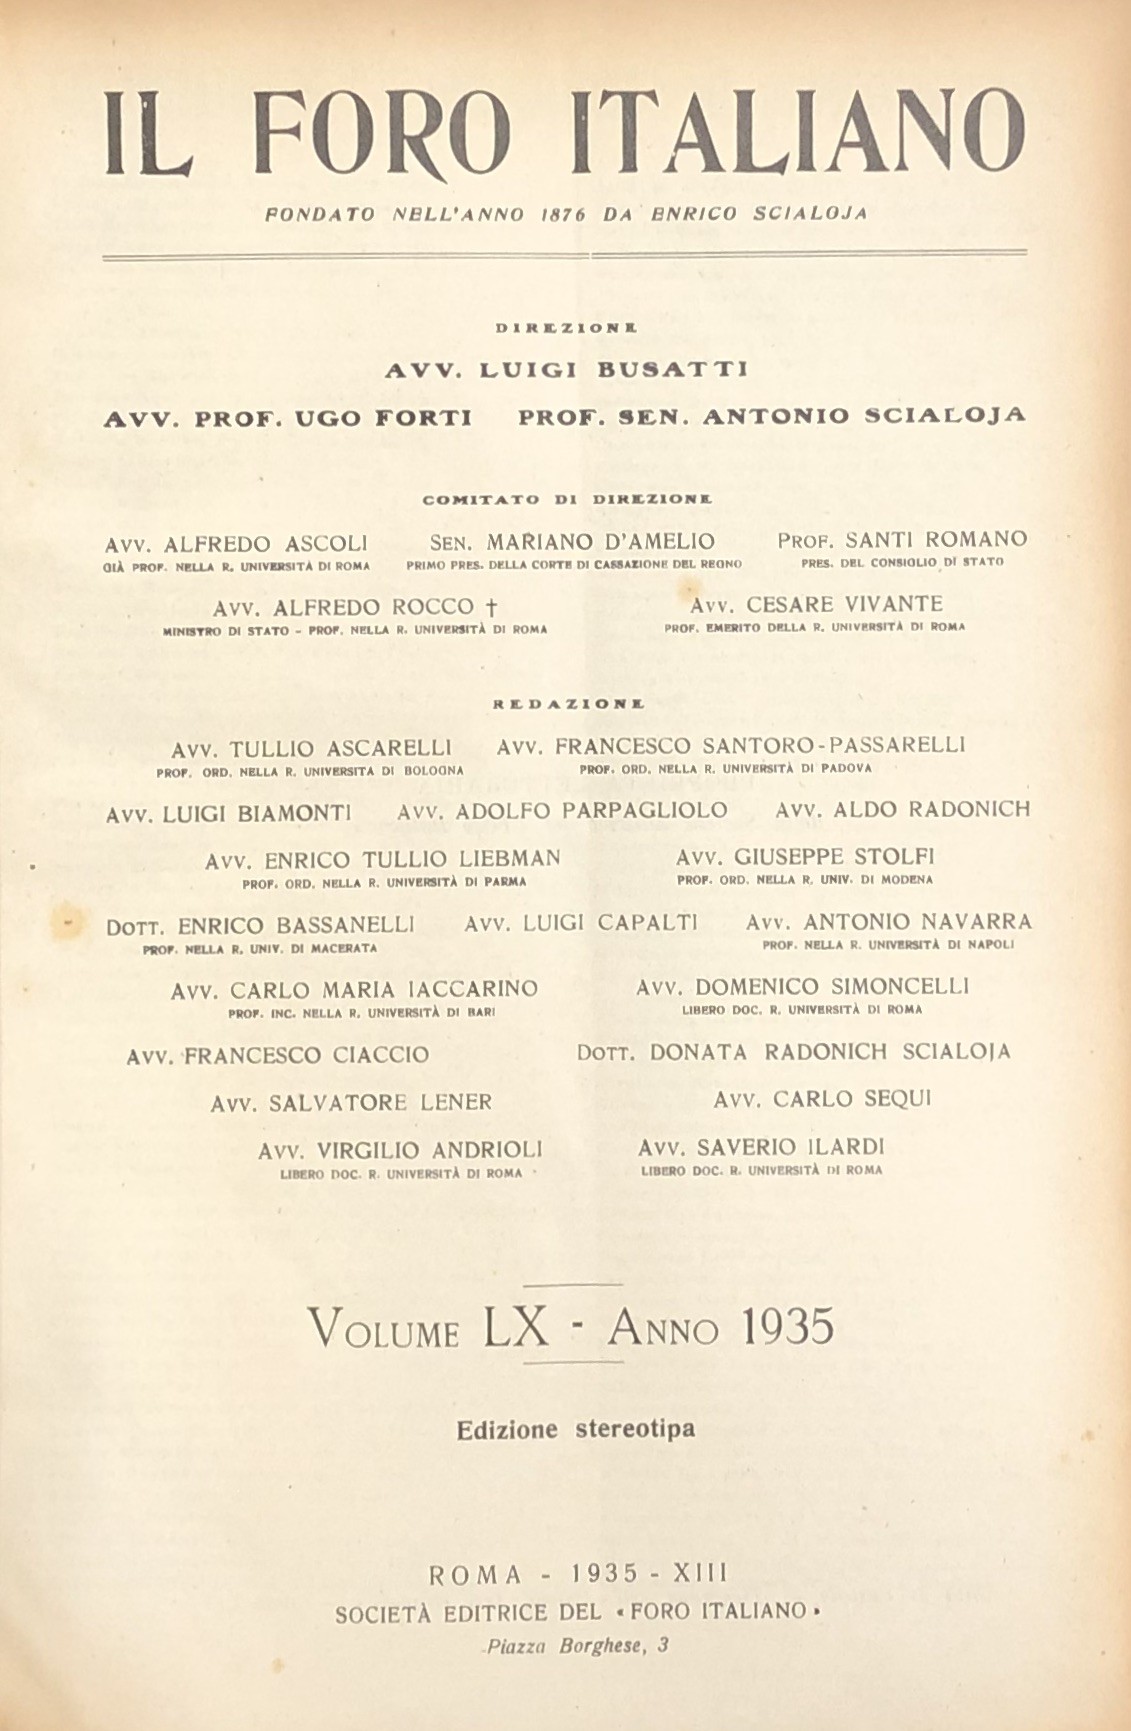 IL FORO ITALIANO
FONDATO NELL'ANNO 1876 DA ENRICO SCIALOJA
DIREZIONE
AVV. LUIGI BUSATTI
AVV. PROF. UGO FORTI PROF. SEN. ANTONIO SCIALOJA
COMITATO DI DIREZIONE
AVV. ALFREDO ASCOLI SEN. MARIANO D'AMELIO PROF. SANTI ROMANO
GIÀ PROF. NELLA R. UNIVERSITÀ DI ROMA PRIMO PRES. DELLA CORTE DI CASSAZIONE DEL REGNO PRES. DEL CONSIGLIO DI STATO
AVV. ALFREDO ROCCO † AVV. CESARE VIVANTE
MINISTRO DI STATO - PROF. NELLA R. UNIVERSITÀ DI ROMA PROF. EMERITO DELLA R. UNIVERSITÀ DI ROMA
REDAZIONE
AVV. TULLIO ASCARELLI AVV. FRANCESCO SANTORO-PASSARELLI
PROF. ORD. NELLA R. UNIVERSITA DI BOLOGNA PROF. ORD. NELLA R. UNIVERSITÀ DI PADOVA
AVV. LUIGI BIAMONTI AVV. ADOLFO PARPAGLIOLO AVV. ALDO RADONICH
AVV. ENRICO TULLIO LIEBMAN AVV. GIUSEPPE STOLFI
PROF. ORD. NELLA R. UNIVERSITÀ DI PARMA PROF. ORD. NELLA R. UNIV. DI MODENA
DOTT. ENRICO BASSANELLI AVV. LUIGI CAPALTI AVV. ANTONIO NAVARRA
PROF. NELLA R. UNIV. DI MACERATA PROF. NELLA R. UNIVERSITÀ DI NAPOLI
AVV. CARLO MARIA IACCARINO AVV. DOMENICO SIMONCELLI
PROF. INC. NELLA R. UNIVERSITÀ DI BARI LIBERO DOC. R. UNIVERSITÀ DI ROMA
AVV. FRANCESCO CIACCIO DOTT. DONATA RADONICH SCIALOJA
AVV. SALVATORE LENER AVV. CARLO SEQUI
AVV. VIRGILIO ANDRIOLI AVV. SAVERIO ILARDI
LIBERO DOC. R. UNIVERSITÀ DI ROMA LIBERO DOC. R. UNIVERSITÀ DI ROMA
VOLUME LX - ANNO 1935
Edizione stereotipa
ROMA - 1935 - XIII
SOCIETÀ EDITRICE DEL «FORO ITALIANO»
Piazza Borghese, 3